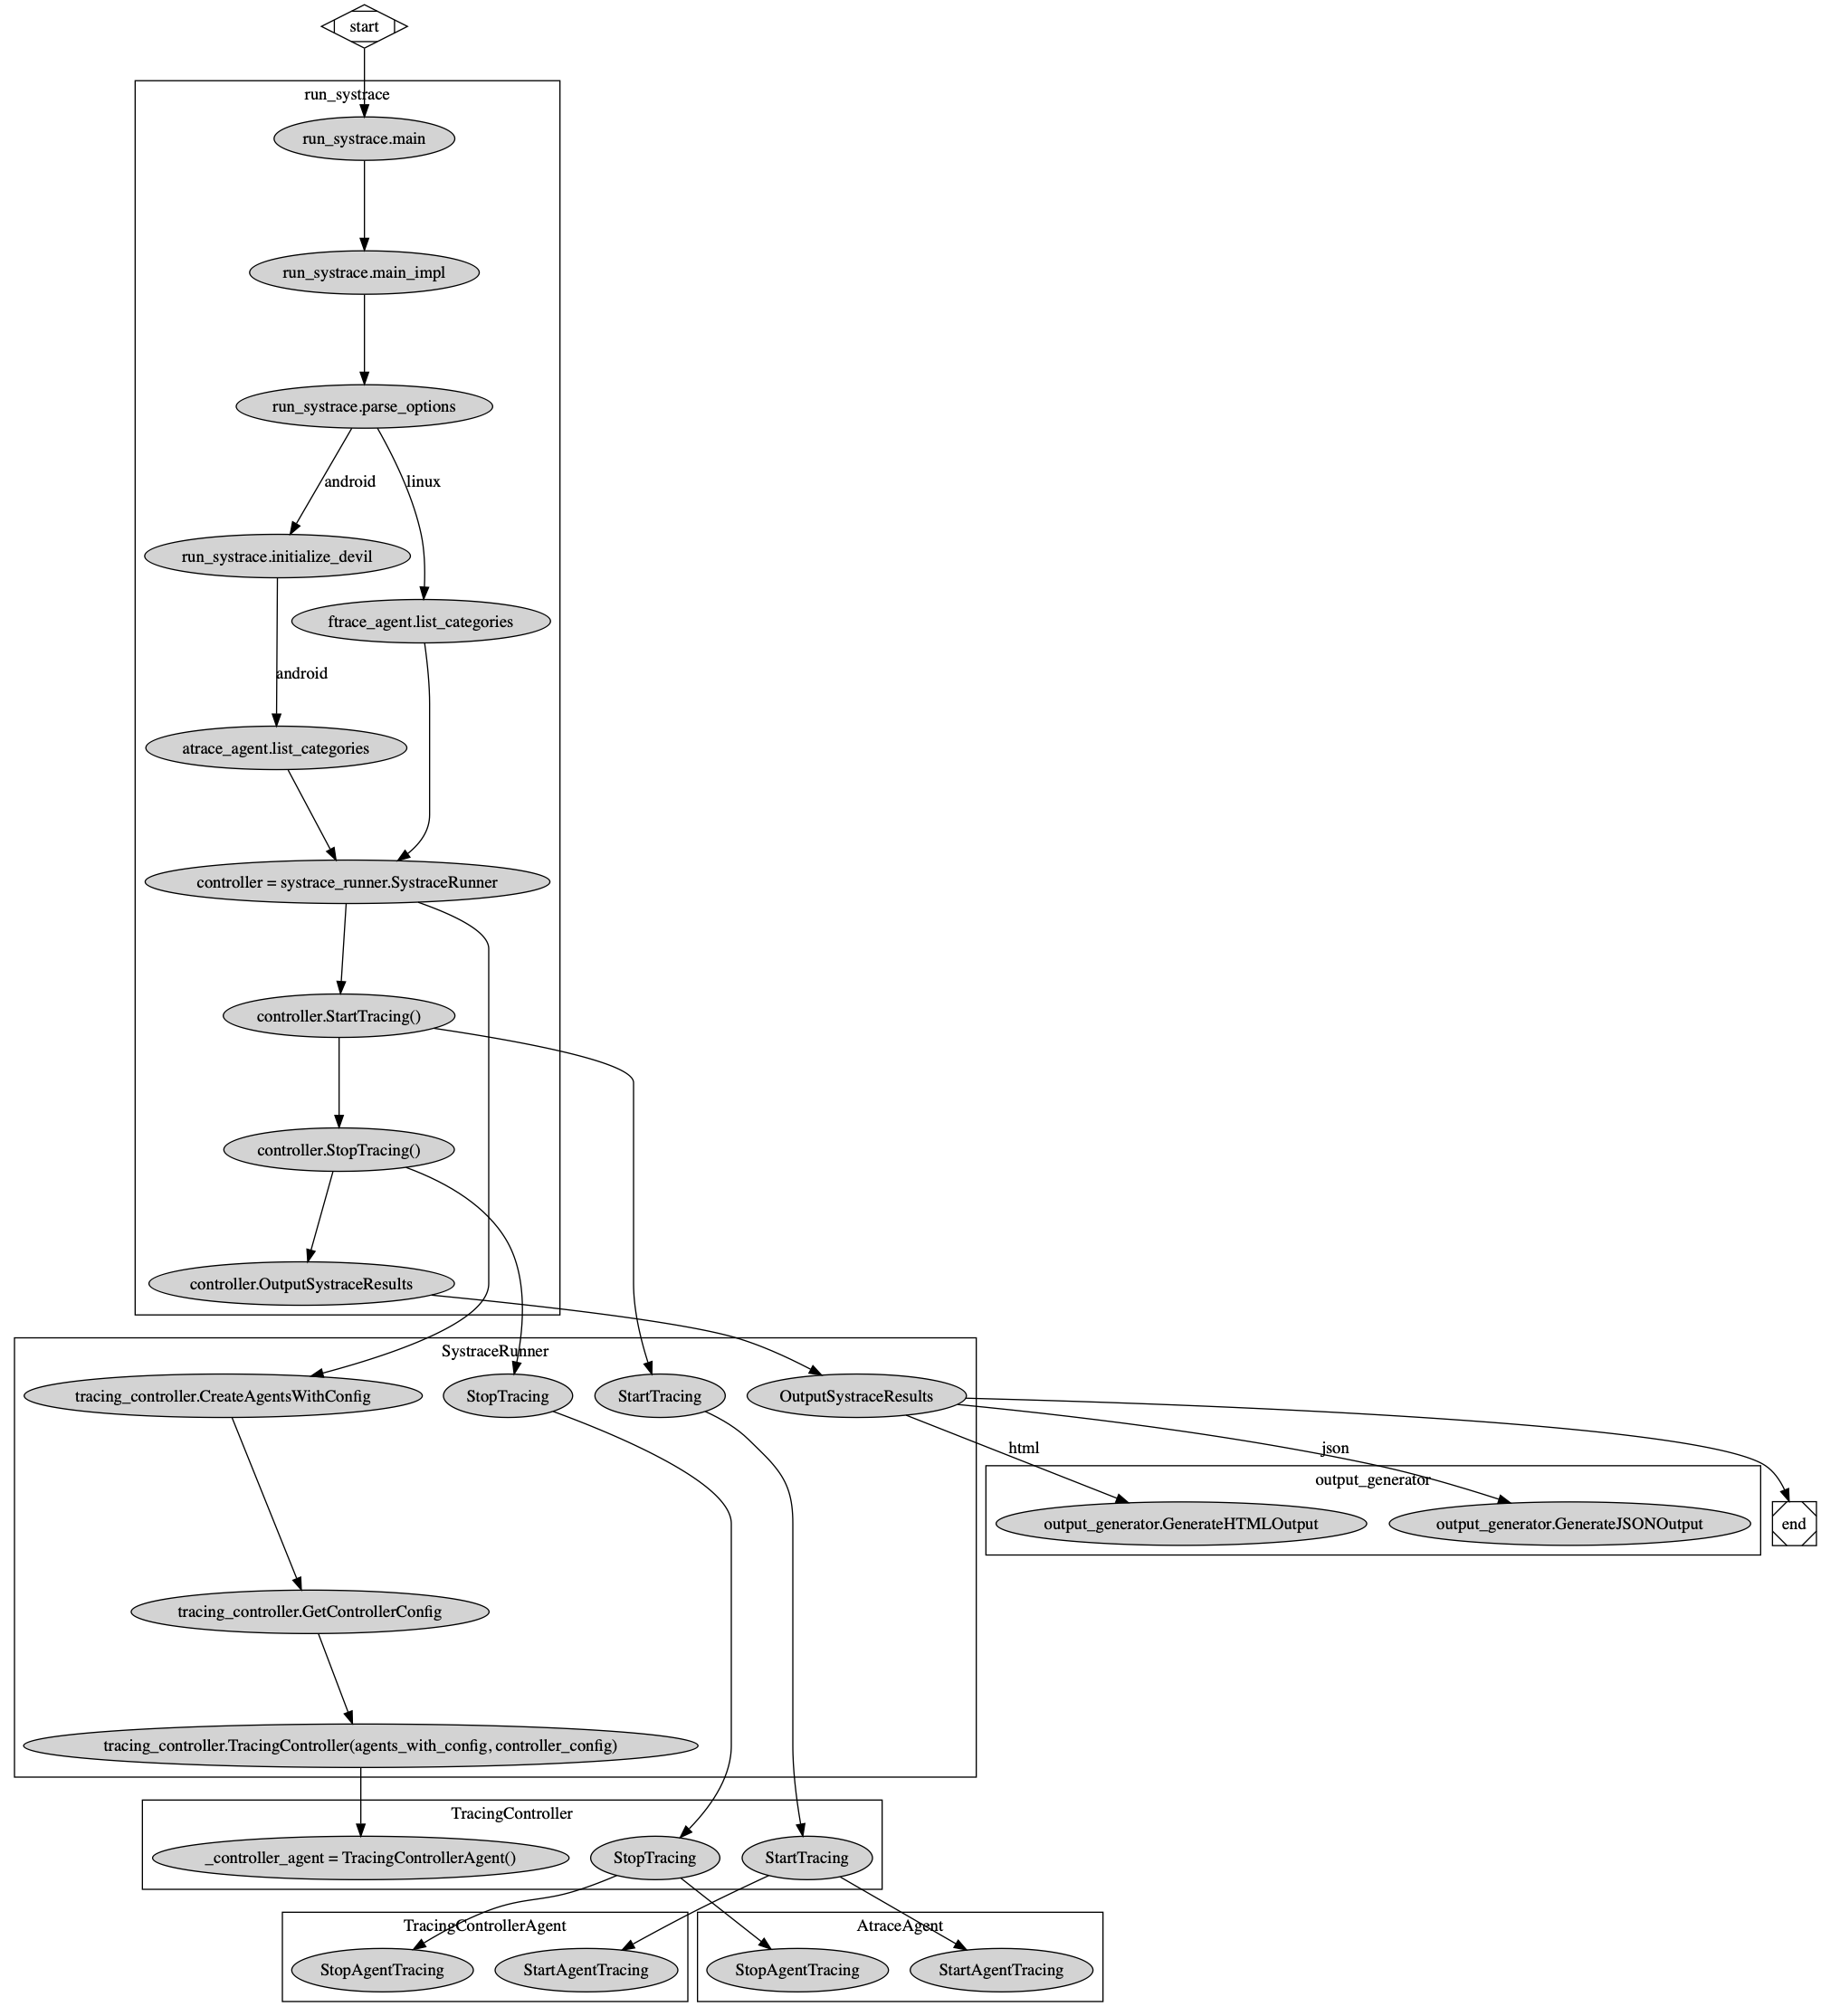 start
run_systrace
run_systrace.main
run_systrace.main_impl
run_systrace.parse_options
android
linux
run_systrace.initialize_devil
ftrace_agent.list_categories
android
atrace_agent.list_categories
controller = systrace_runner.SystraceRunner
controller.StartTracing()
controller.StopTracing()
controller.OutputSystraceResults
SystraceRunner
tracing_controller.CreateAgentsWithConfig
StopTracing
StartTracing
OutputSystraceResults
html
json
output_generator
output_generator.GenerateHTMLOutput
output_generator.GenerateJSONOutput
end
tracing_controller.GetControllerConfig
tracing_controller.TracingController(agents_with_config, controller_config)
TracingController
_controller_agent = TracingControllerAgent()
StopTracing
StartTracing
TracingControllerAgent
AtraceAgent
StopAgentTracing
StartAgentTracing
StopAgentTracing
StartAgentTracing